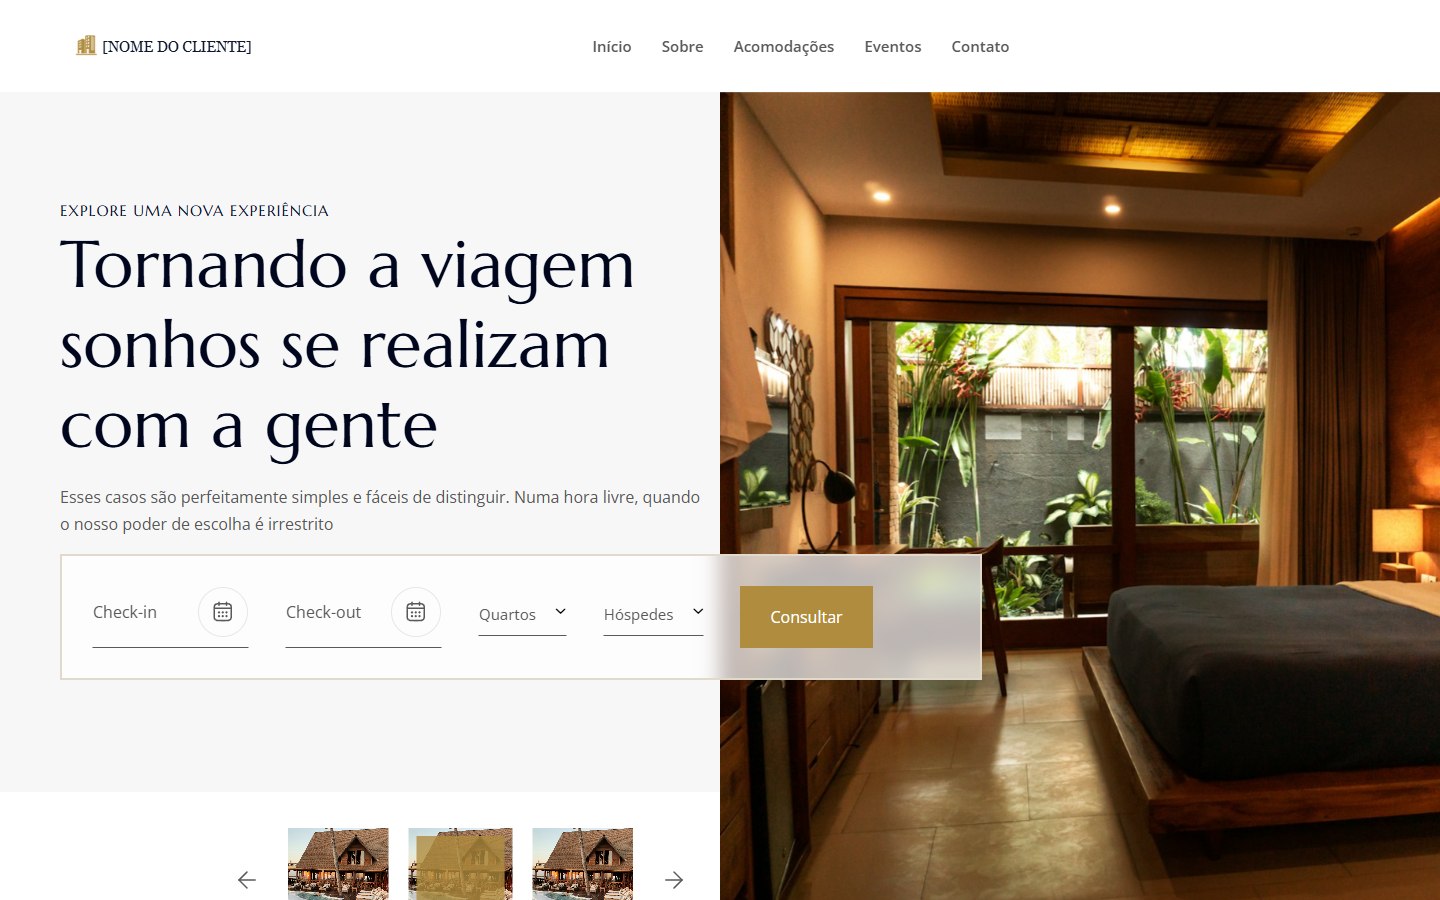 [NOME DO CLIENTE]
Início
Sobre
Acomodações
Eventos
Contato
EXPLORE UMA NOVA EXPERIÊNCIA
Tornando a viagem
sonhos se realizam
com a gente
Esses casos são perfeitamente simples e fáceis de distinguir. Numa hora livre, quando
o nosso poder de escolha é irrestrito
Check-in
Check-out
Quartos
Hóspedes
Consultar